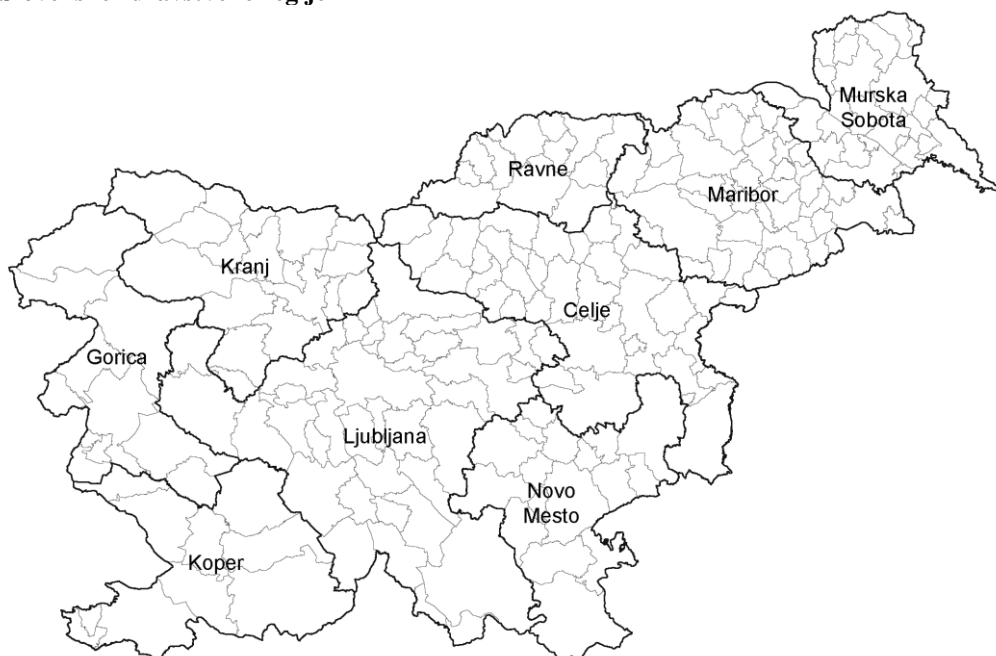 Murska
Sobota
Ravne
Maribor
Kranj
Celje
Gorica
Ljubljana
Novo
Mesto
Koper